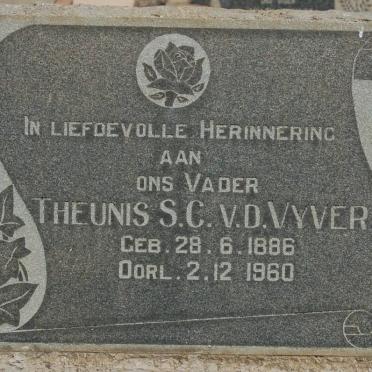 IN LIEFDEVOLLE HERINNERING
AAN
ONS VADER
THEUNIS S.C. V.D. VYVER
GEB. 28. 6. 1886
OORL. 2. 12 1960